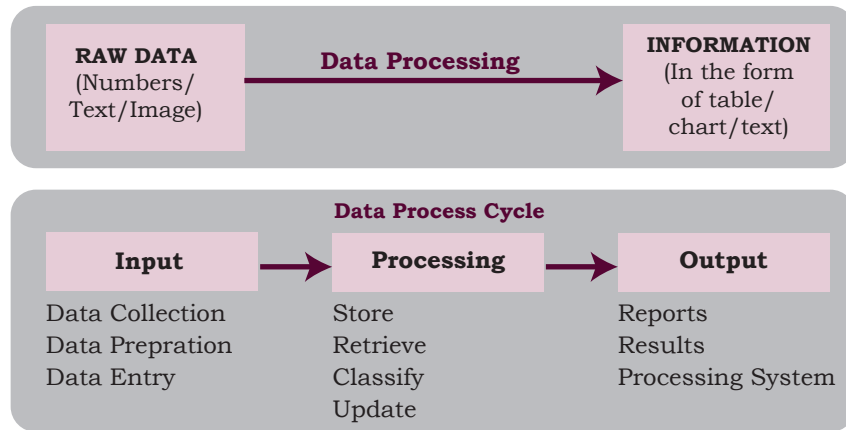 RAW DATA
(Numbers/
Text/Image)
Data Processing
INFORMATION
(In the form
of table/
chart/text)
Data Process Cycle
Input
Data Collection
Data Prepration
Data Entry
Processing
Store
Retrieve
Classify
Update
Output
Reports
Results
Processing System